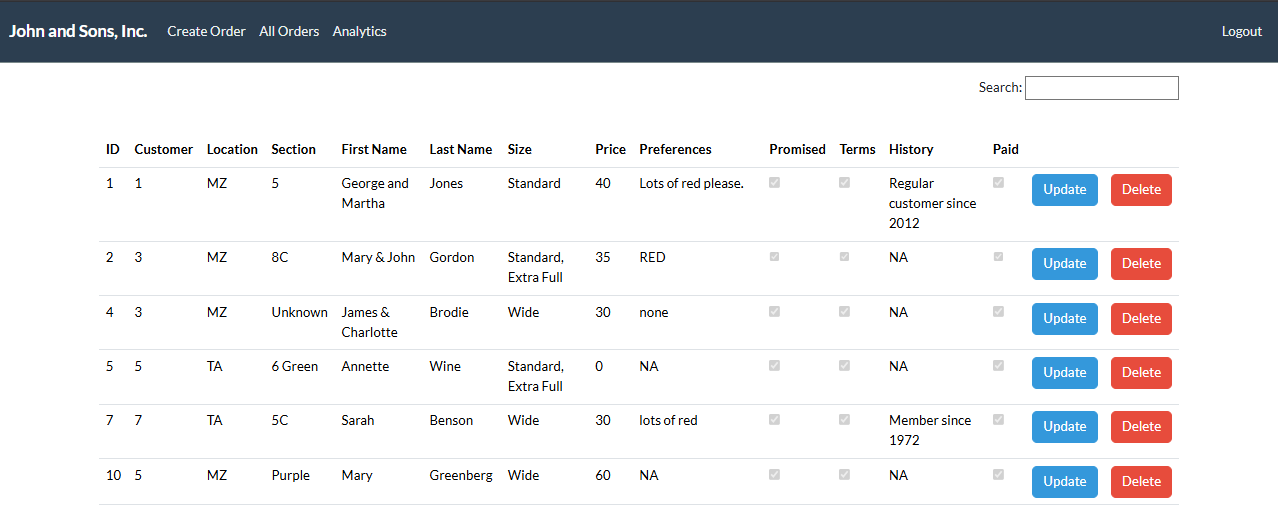 John and Sons, Inc. Create Order All Orders Analytics Logout
Search:
ID Customer Location Section First Name Last Name Size Price Preferences Promised Terms History Paid
1 1 MZ 5 George and Jones Standard 40 Lots of red please. Regular Update Delete
Martha customer since
2012
2 3 MZ 8C Mary & John Gordon Standard, 35 RED NA Update Delete
Extra Full
4 3 MZ Unknown James & Brodie Wide 30 none NA Update Delete
Charlotte
5 5 TA 6 Green Annette Wine Standard, 0 NA NA Update Delete
Extra Full
7 7 TA 5C Sarah Benson Wide 30 lots of red Member since Update Delete
1972
10 5 MZ Purple Mary Greenberg Wide 60 NA NA Update Delete